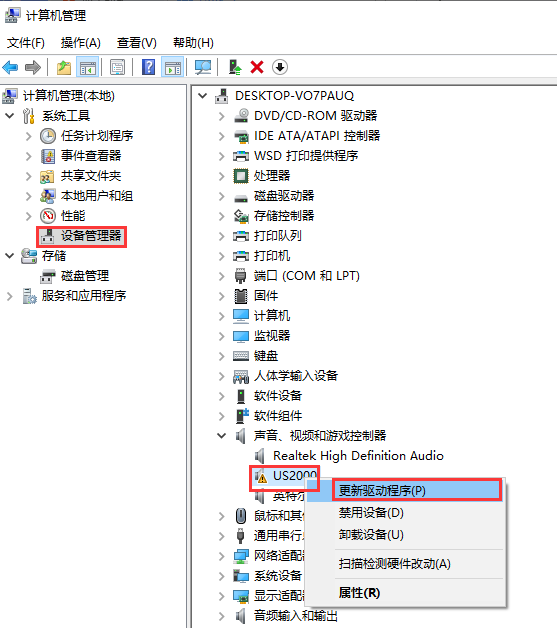 计算机管理
文件(F) 操作(A) 查看(V) 帮助(H)
计算机管理(本地)
系统工具
任务计划程序
事件查看器
共享文件夹
本地用户和组
性能
设备管理器
存储
磁盘管理
服务和应用程序
DESKTOP-VO7PAUQ
DVD/CD-ROM 驱动器
IDE ATA/ATAPI 控制器
WSD 打印提供程序
处理器
磁盘驱动器
存储控制器
打印队列
打印机
端口 (COM 和 LPT)
固件
计算机
监视器
键盘
人体学输入设备
软件设备
软件组件
声音、视频和游戏控制器
Realtek High Definition Audio
US2000
英特尔
鼠标和其
通用串行
网络适配
系统设备
显示适配
音频输入和输出
更新驱动程序(P)
禁用设备(D)
卸载设备(U)
扫描检测硬件改动(A)
属性(R)